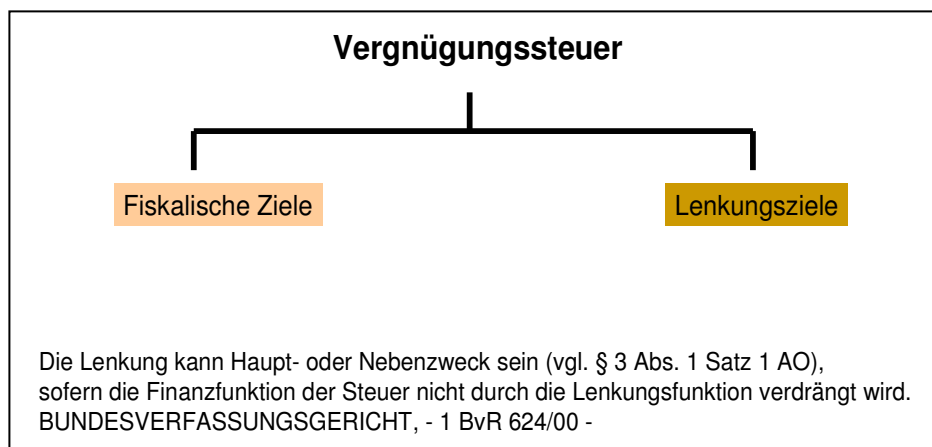 Vergnügungssteuer
Fiskalische Ziele
Lenkungsziele
Die Lenkung kann Haupt- oder Nebenzweck sein (vgl. § 3 Abs. 1 Satz 1 AO),
sofern die Finanzfunktion der Steuer nicht durch die Lenkungsfunktion verdrängt wird.
BUNDESVERFASSUNGSGERICHT, - 1 BvR 624/00 -